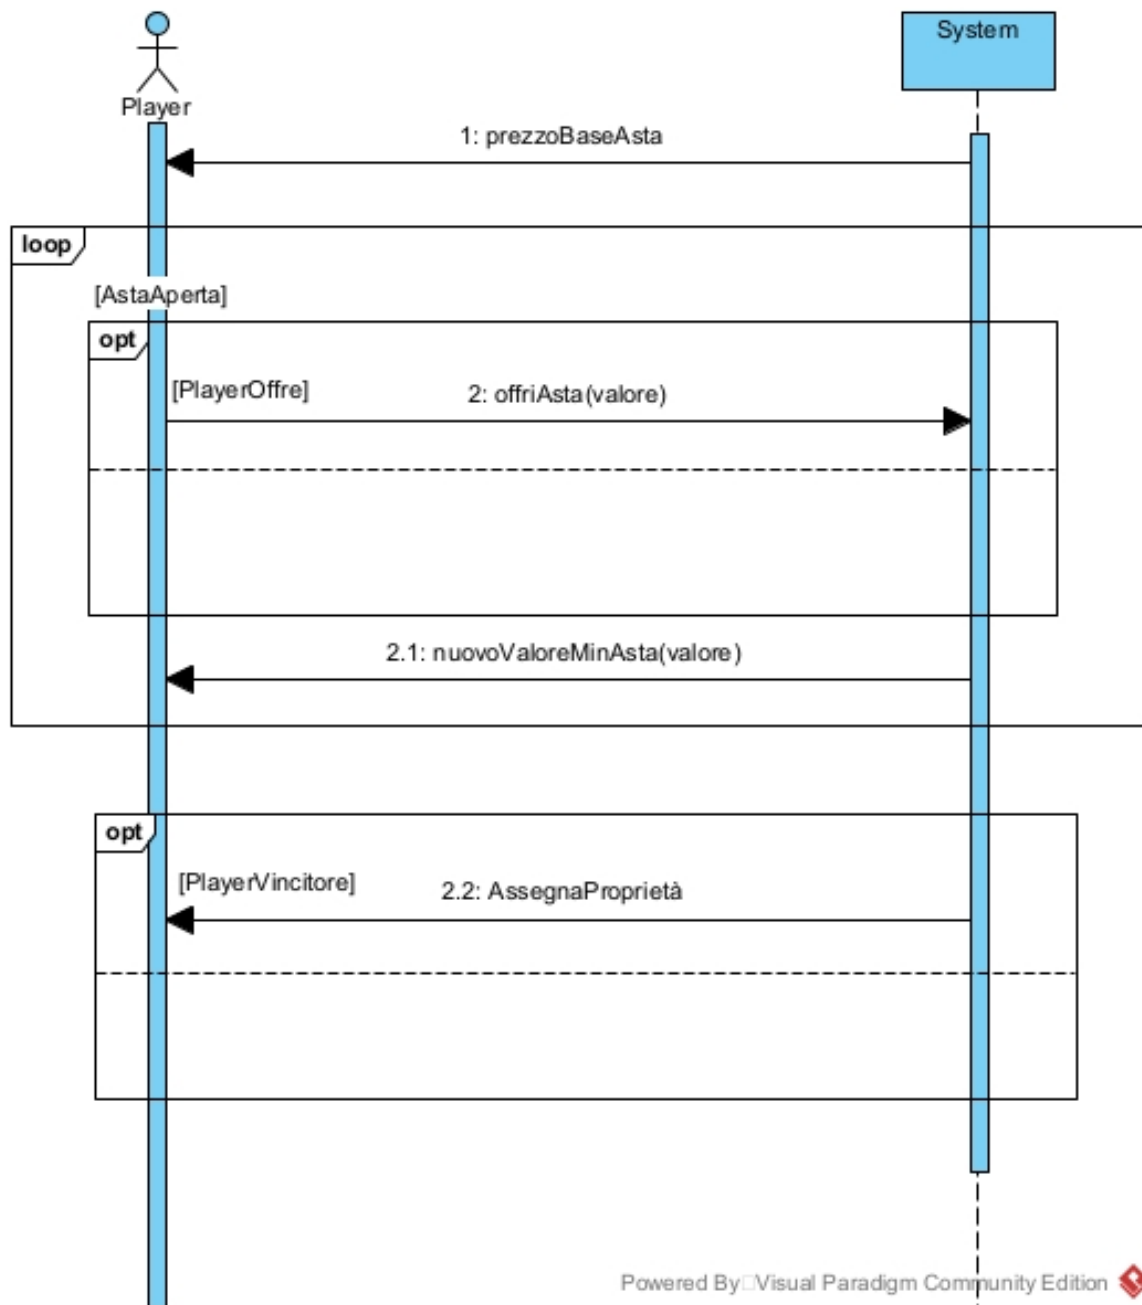 System
Player
1: prezzoBaseAsta
loop
[AstaAperta]
opt
[PlayerOffre]
2: offriAsta(valore)
2.1: nuovoValoreMinAsta(valore)
opt
[PlayerVincitore]
2.2: AssegnaProprietà
Powered By Visual Paradigm Community Edition